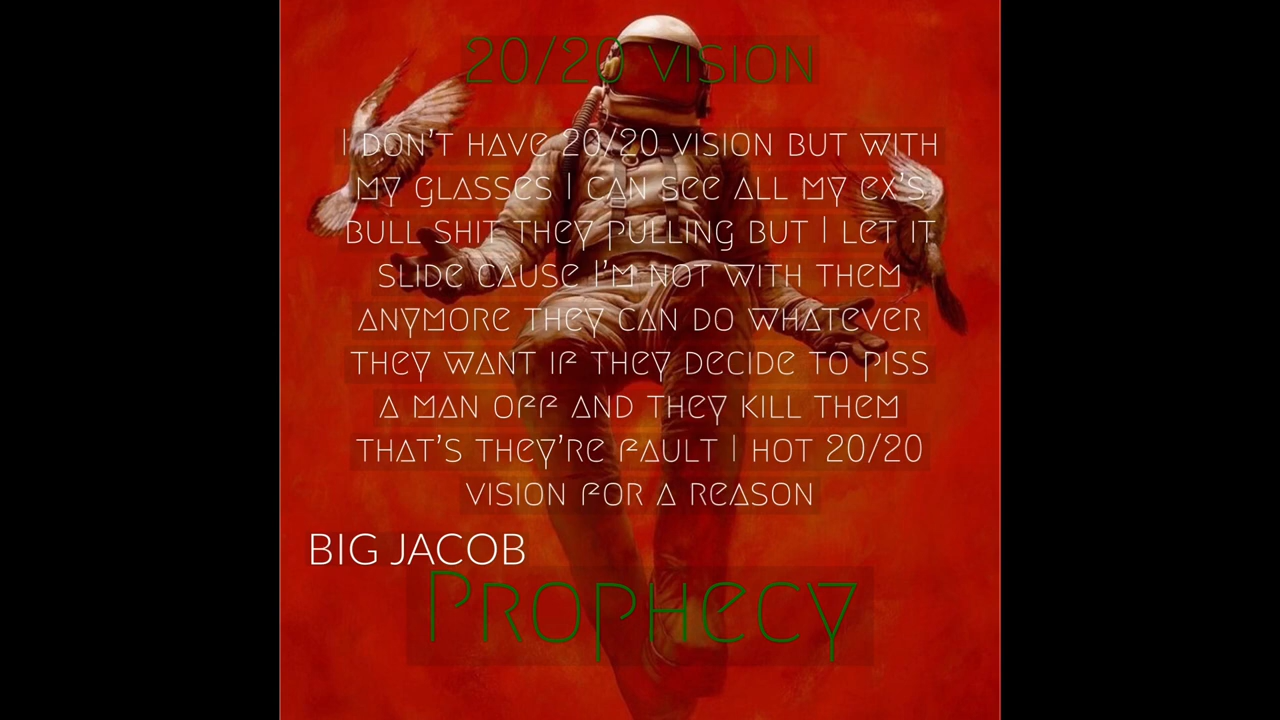 20/20 VISION
I DON'T HAVE 20/20 VISION BUT WITH
MY GLASSES I CAN SEE ALL MY EX'S
BULL SHIT THEY PULLING BUT I LET IT
SLIDE CAUSE I'M NOT WITH THEM
ANYMORE THEY CAN DO WHATEVER
THEY WANT IF THEY DECIDE TO PISS
A MAN OFF AND THEY KILL THEM
THAT'S THEY'RE FAULT I HOT 20/20
VISION FOR A REASON
BIG JACOB
PROPHECY